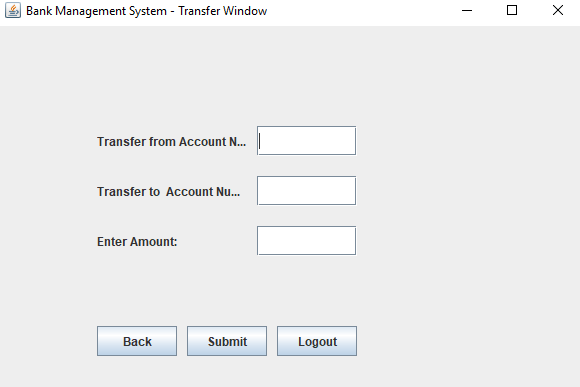 Bank Management System - Transfer Window
Transfer from Account N...
Transfer to Account Nu...
Enter Amount:
Back Submit Logout